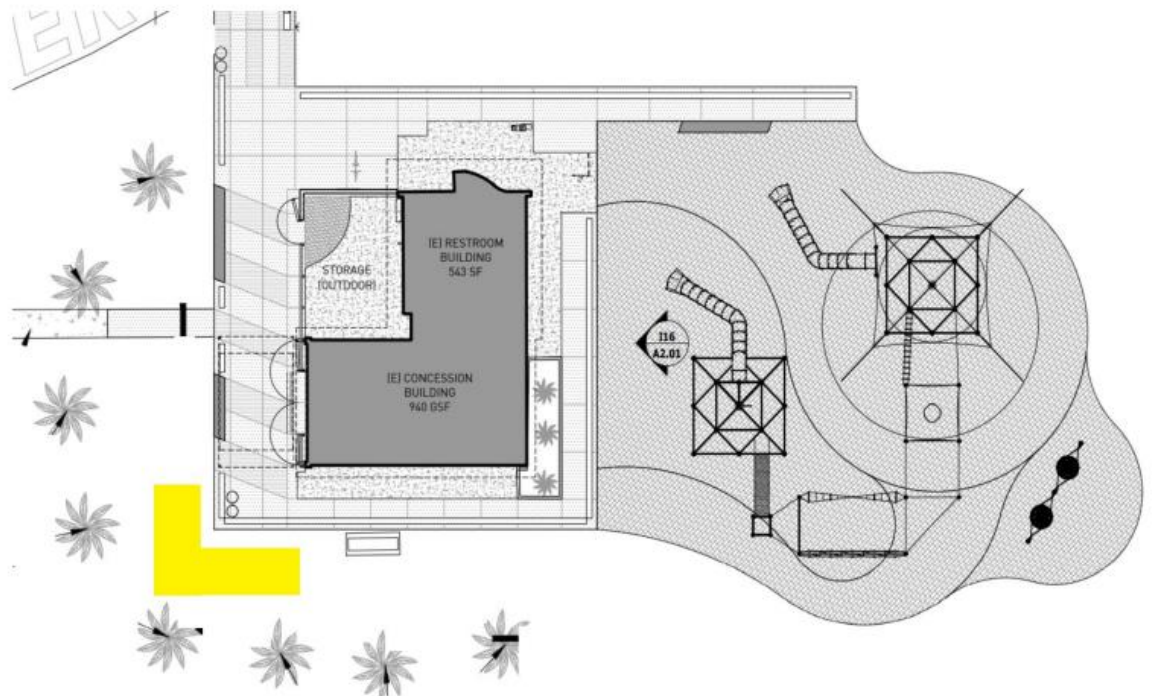 (E) RESTROOM
BUILDING
543 SF
STORAGE
(OUTDOOR)
I16
A2.01
(E) CONCESSION
BUILDING
940 GSF